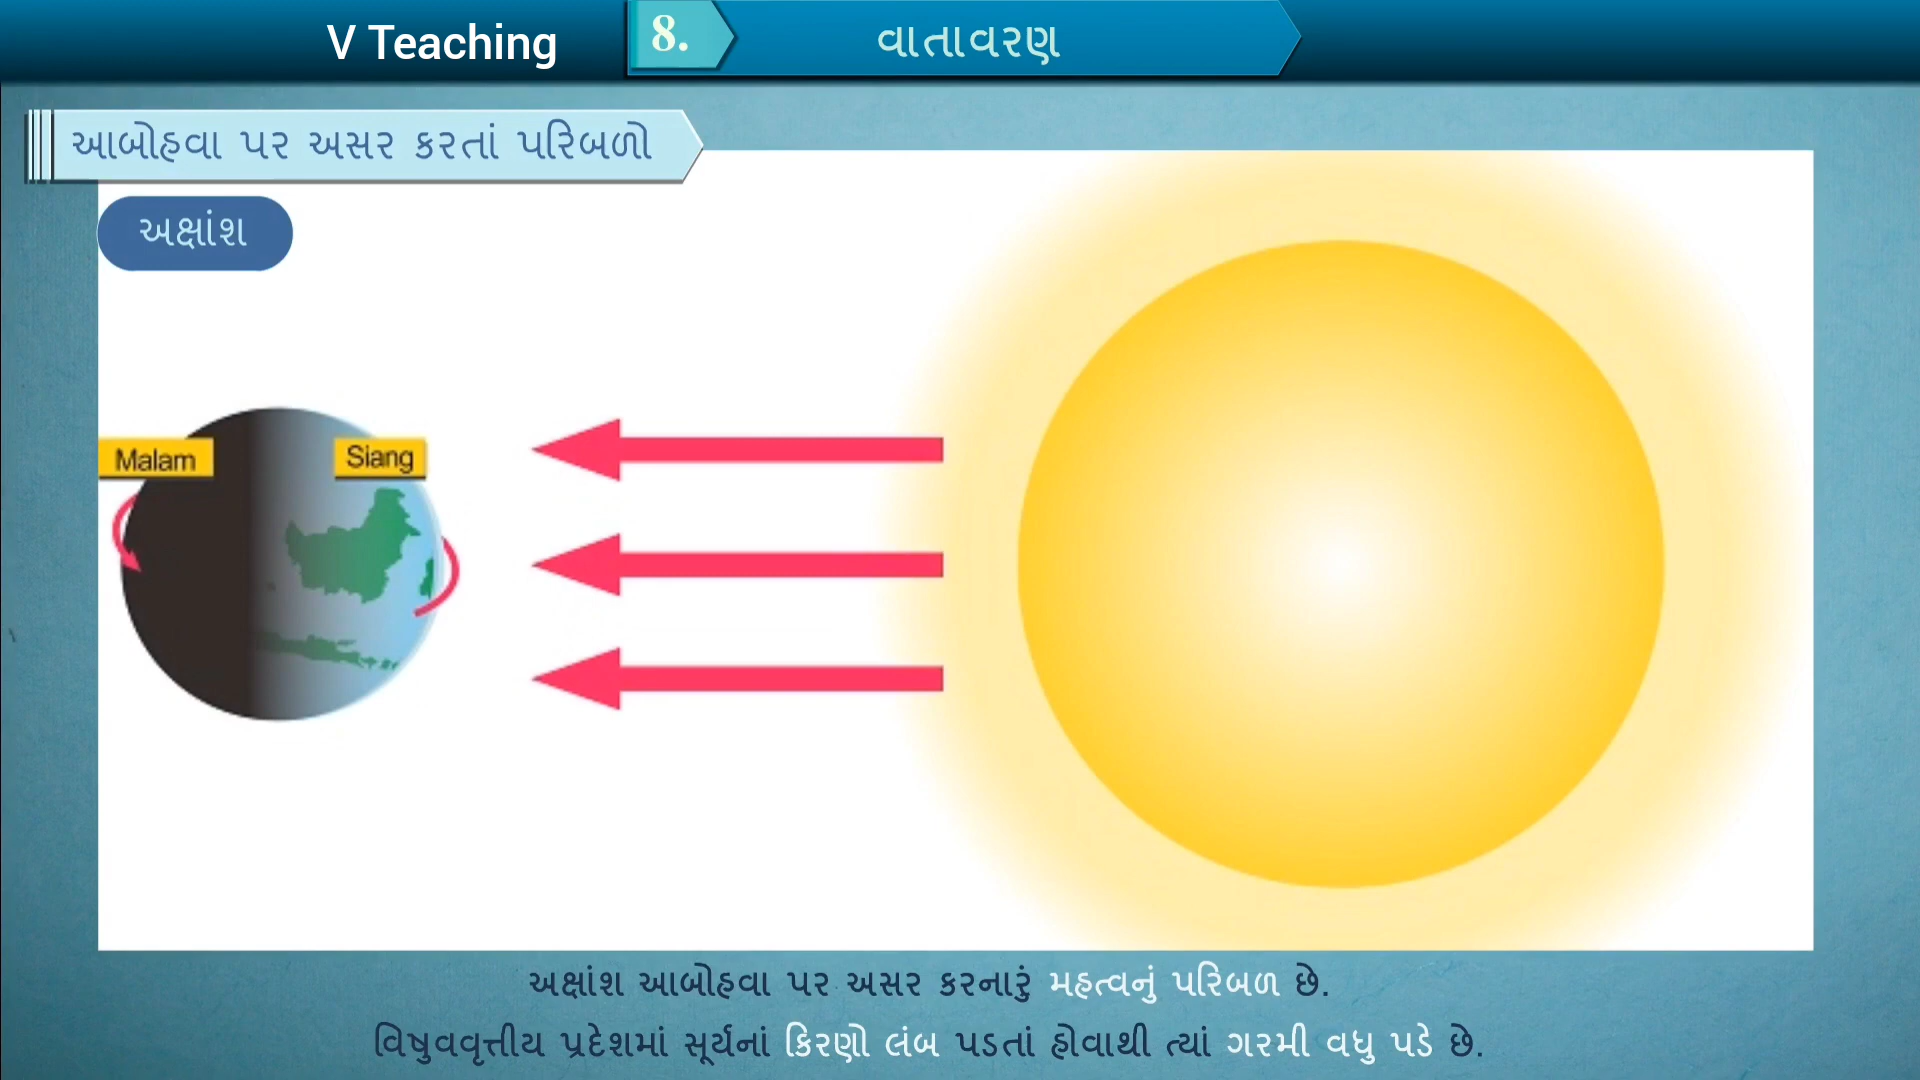 V Teaching
8.
વાતાવરણ
આબોહવા પર અસર કરતાં પરિબળો
અક્ષાંશ
Malam
Siang
અક્ષાંશ આબોહવા પર અસર કરનારું મહત્વનું પરિબળ છે.
વિષુવવૃત્તીય પ્રદેશમાં સૂર્યનાં કિરણો લંબ પડતાં હોવાથી ત્યાં ગરમી વધુ પડે છે.